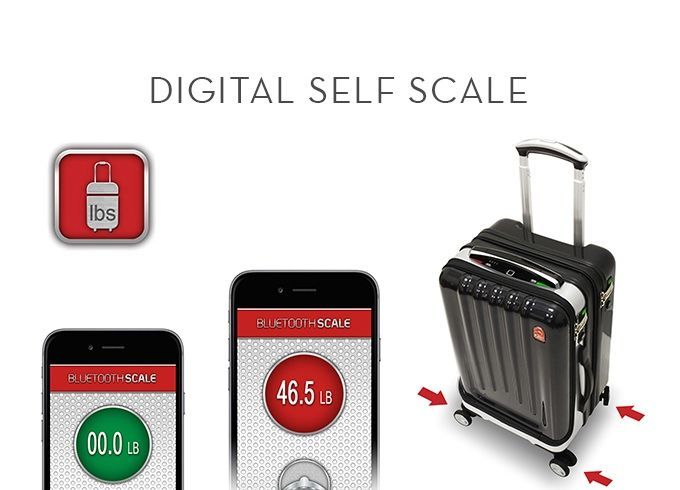 DIGITAL SELF SCALE
lbs
BLUETOOTH SCALE
46.5 LB
BLUETOOTH SCALE
00.0 LB